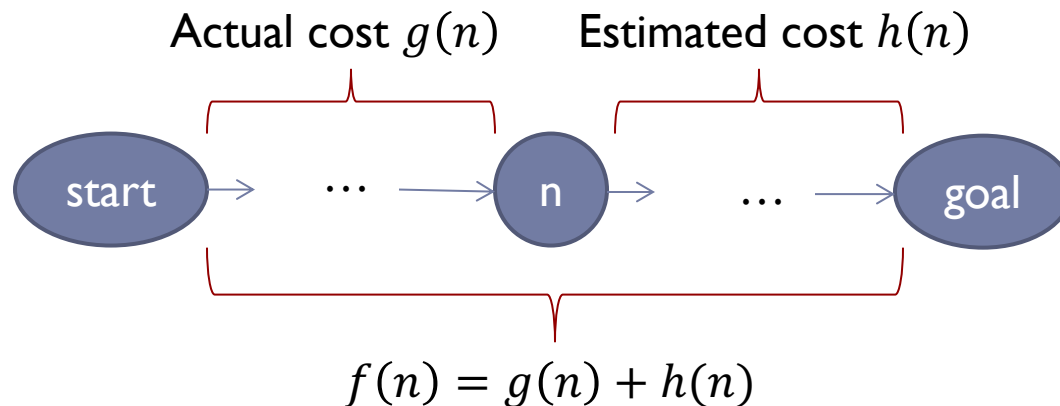 Actual cost 𝑔(𝑛)
Estimated cost ℎ(𝑛)
start
...
n
...
goal
𝑓(𝑛) = 𝑔(𝑛) + ℎ(𝑛)